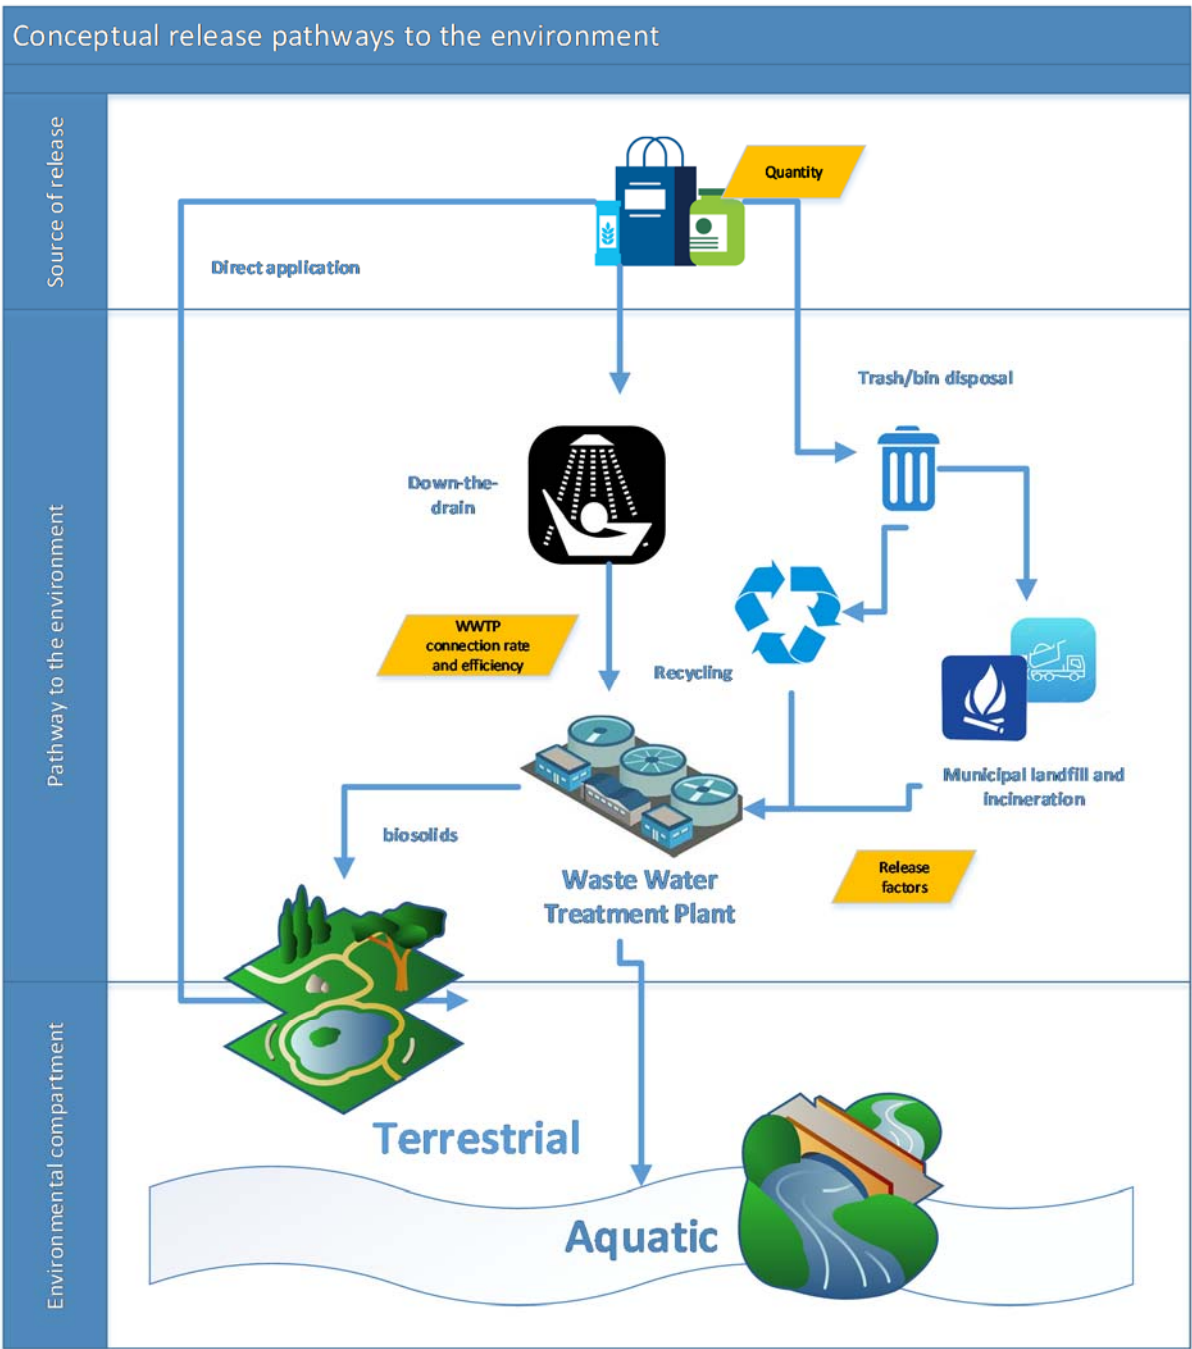 Conceptual release pathways to the environment
Source of release
Quantity
Direct application
Pathway to the environment
Trash/bin disposal
Down-the-
drain
WWTP
connection rate
and efficiency
Recycling
Municipal landfill and
incineration
biosolids
Release
factors
Waste Water
Treatment Plant
Environmental compartment
Terrestrial
Aquatic